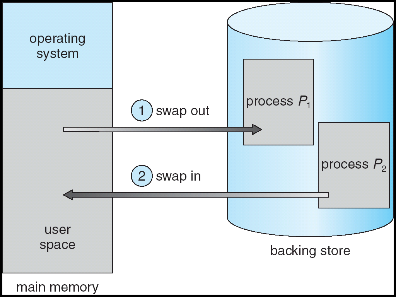 operating
system
1 swap out
process P1
2 swap in
process P2
user
space
backing store
main memory